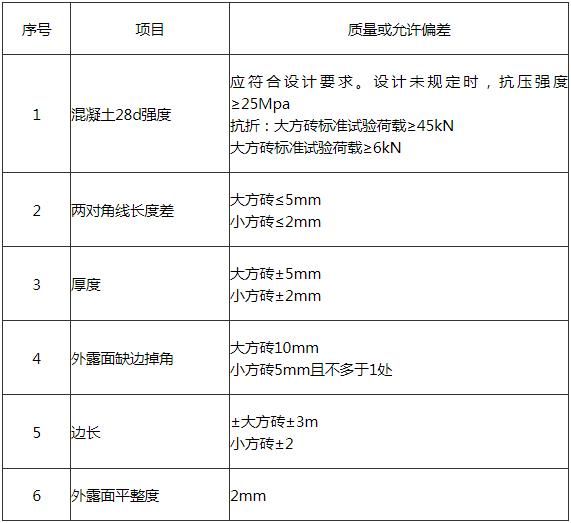 序号 项目 质量或允许偏差
应符合设计要求。设计未规定时，抗压强度
1 混凝土28d强度 ≥25Mpa
抗折：大方砖标准试验荷载≥45kN
大方砖标准试验荷载≥6kN
2 两对角线长度差 大方砖≤5mm
小方砖≤2mm
3 厚度 大方砖±5mm
小方砖±2mm
4 外露面缺边掉角 大方砖10mm
小方砖5mm且不多于1处
5 边长 ±大方砖±3m
小方砖±2
6 外露面平整度 2mm